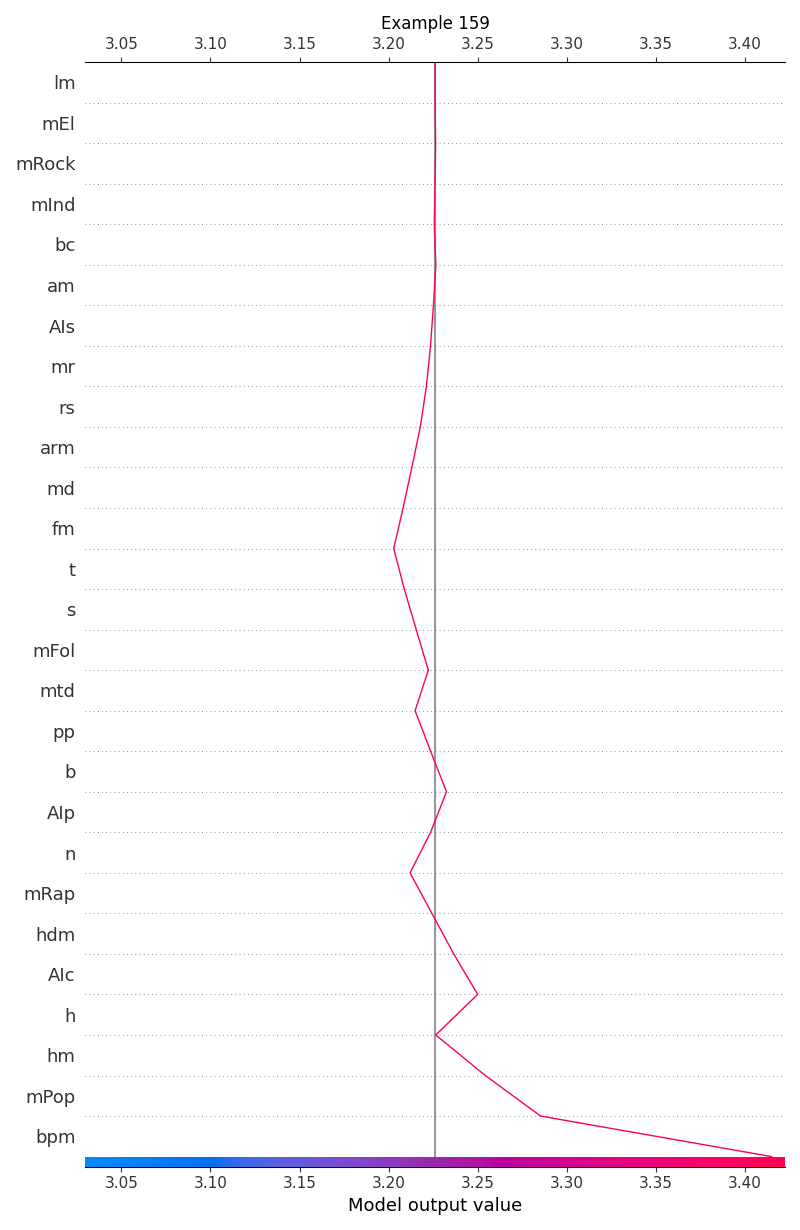 Example 159
3.05 3.10 3.15 3.20 3.25 3.30 3.35 3.40
lm
mEl
mRock
mInd
bc
am
AIs
mr
rs
arm
md
fm
t
s
mFol
mtd
pp
b
AIp
n
mRap
hdm
AIc
h
hm
mPop
bpm
3.05 3.10 3.15 3.20 3.25 3.30 3.35 3.40
Model output value